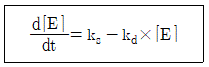 d⌈E⌉/dt = k_s − k_d × ⌈E⌉